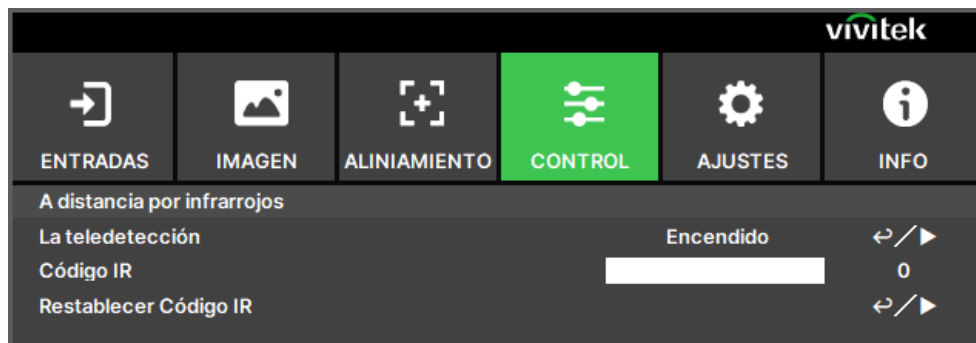 vivitek
ENTRADAS IMAGEN ALINIAMIENTO CONTROL AJUSTES INFO
A distancia por infrarrojos
La teledetección Encendido
Código IR 0
Restablecer Código IR